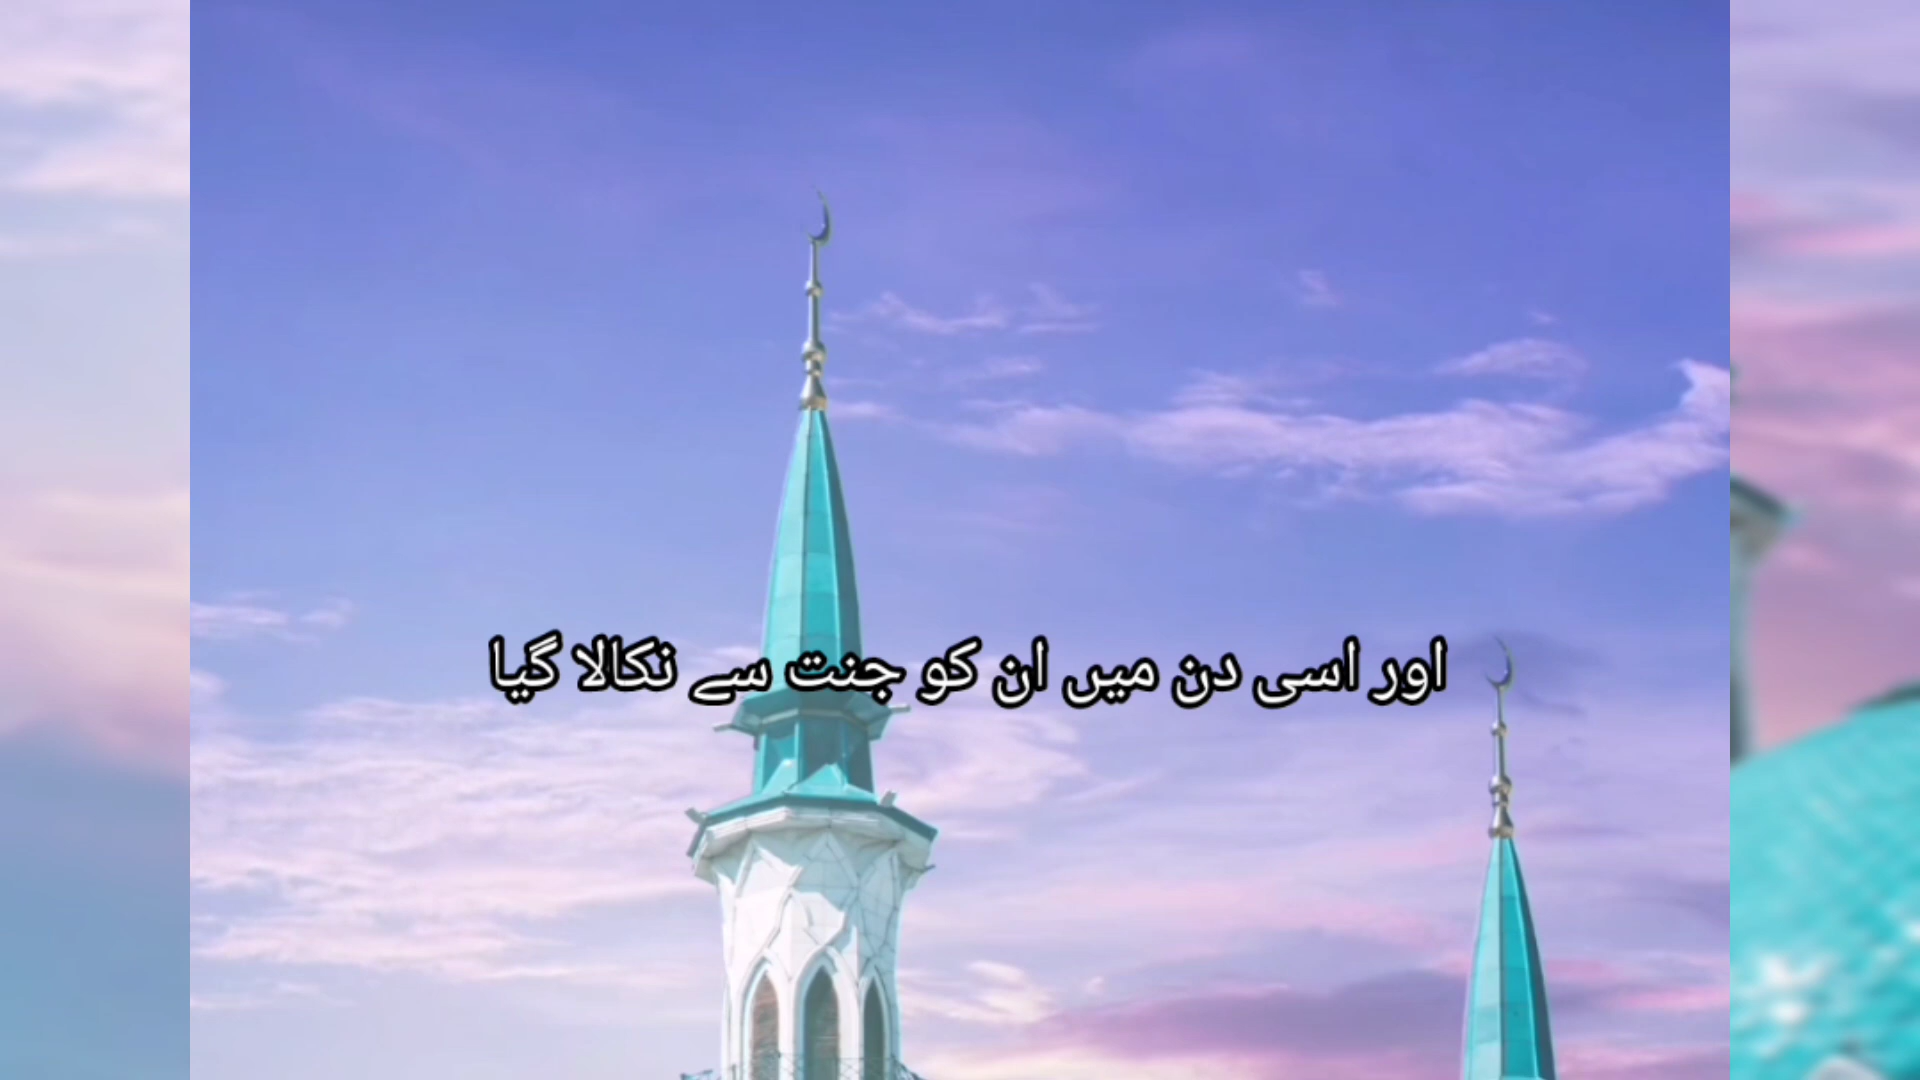 اور اسی دن میں ان کو جنت سے نکالا گیا